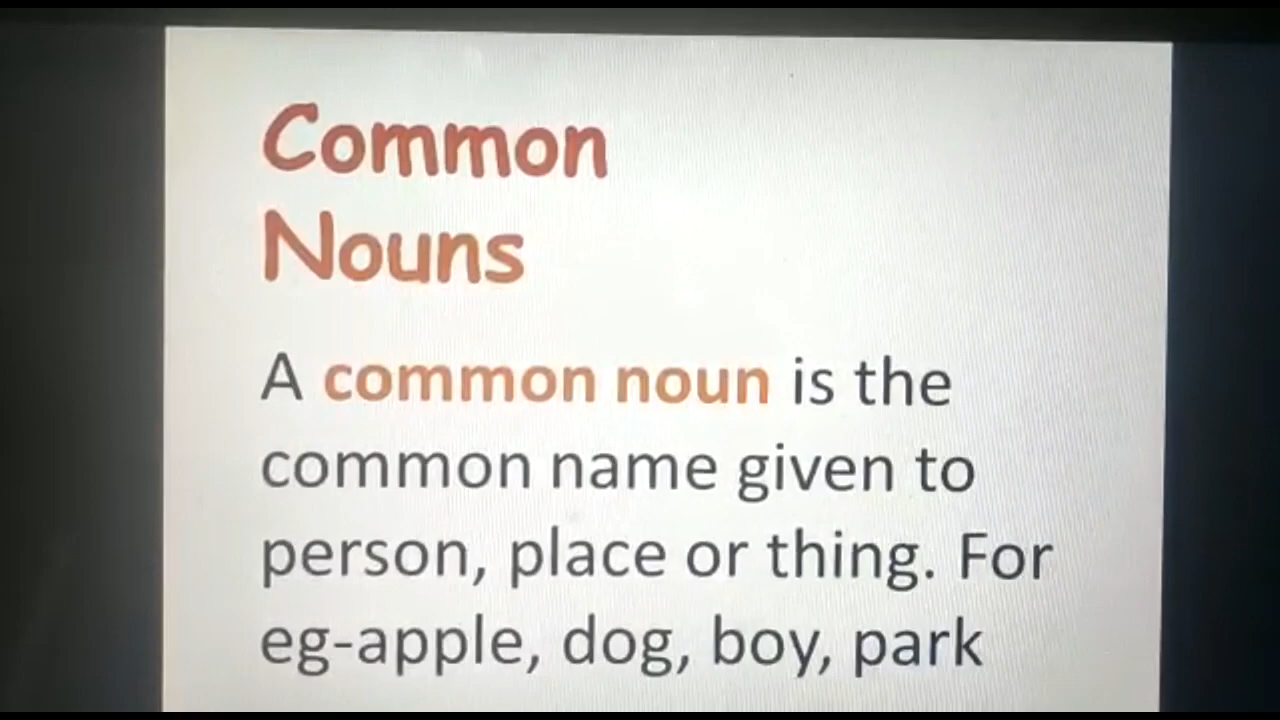 Common
Nouns
A common noun is the
common name given to
person, place or thing. For
eg-apple, dog, boy, park